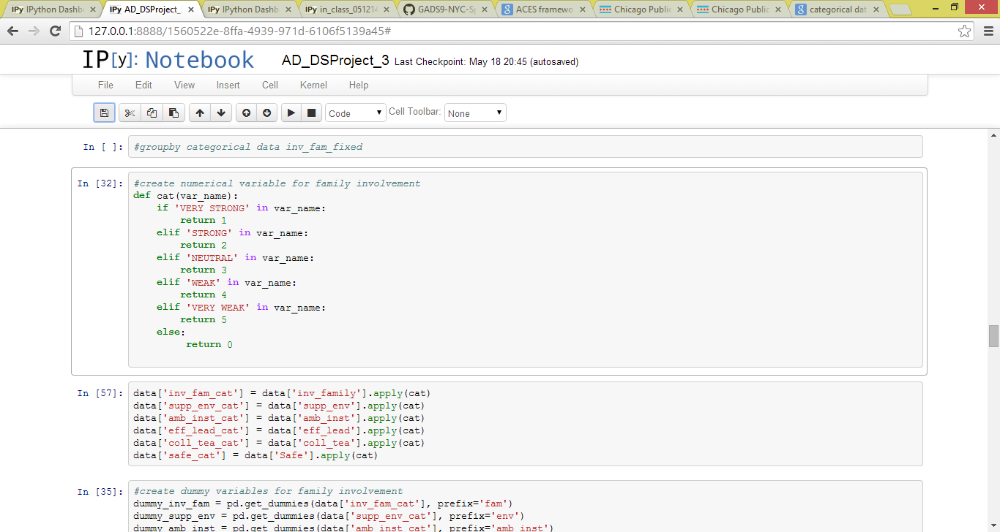 IPy IPython Dashb
IPy AD_DSProject_
IPy IPython Dashb
IPy in_class_051214
GADS9-NYC-Sp
ACES framewo
Chicago Public
Chicago Public
categorical dat
127.0.0.1:8888/1560522e-8ffa-4939-971d-6106f5139a45#
IP[y]: Notebook AD_DSProject_3 Last Checkpoint: May 18 20:45 (autosaved)
File Edit View Insert Cell Kernel Help
Code Cell Toolbar: None
In [ ]: #groupby categorical data inv_fam_fixed
In [32]: #create numerical variable for family involvement
def cat(var_name):
    if 'VERY STRONG' in var_name:
        return 1
    elif 'STRONG' in var_name:
        return 2
    elif 'NEUTRAL' in var_name:
        return 3
    elif 'WEAK' in var_name:
        return 4
    elif 'VERY WEAK' in var_name:
        return 5
    else:
         return 0
In [57]: data['inv_fam_cat'] = data['inv_family'].apply(cat)
data['supp_env_cat'] = data['supp_env'].apply(cat)
data['amb_inst_cat'] = data['amb_inst'].apply(cat)
data['eff_lead_cat'] = data['eff_lead'].apply(cat)
data['coll_tea_cat'] = data['coll_tea'].apply(cat)
data['safe_cat'] = data['Safe'].apply(cat)
In [35]: #create dummy variables for family involvement
dummy_inv_fam = pd.get_dummies(data['inv_fam_cat'], prefix='fam')
dummy_supp_env = pd.get_dummies(data['supp_env_cat'], prefix='env')
dummy_amb_inst = pd.get_dummies(data['amb_inst_cat'], prefix='amb_inst')